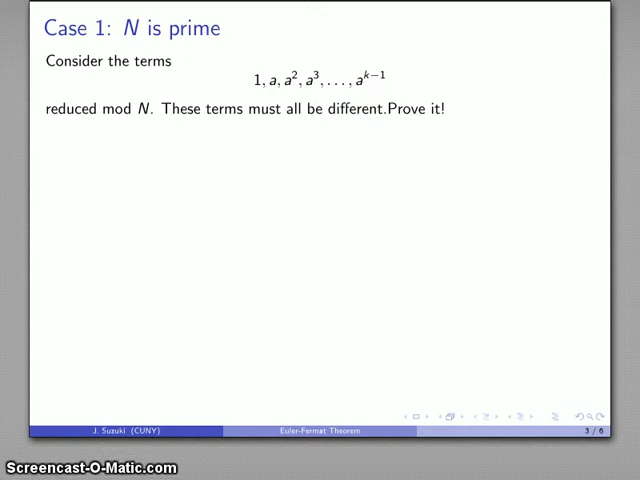 Case 1: N is prime
Consider the terms
1, a, a², a³, . . . , aᵏ⁻¹
reduced mod N. These terms must all be different.Prove it!
J. Suzuki (CUNY) Euler-Fermat Theorem 3 / 6
Screencast-O-Matic.com